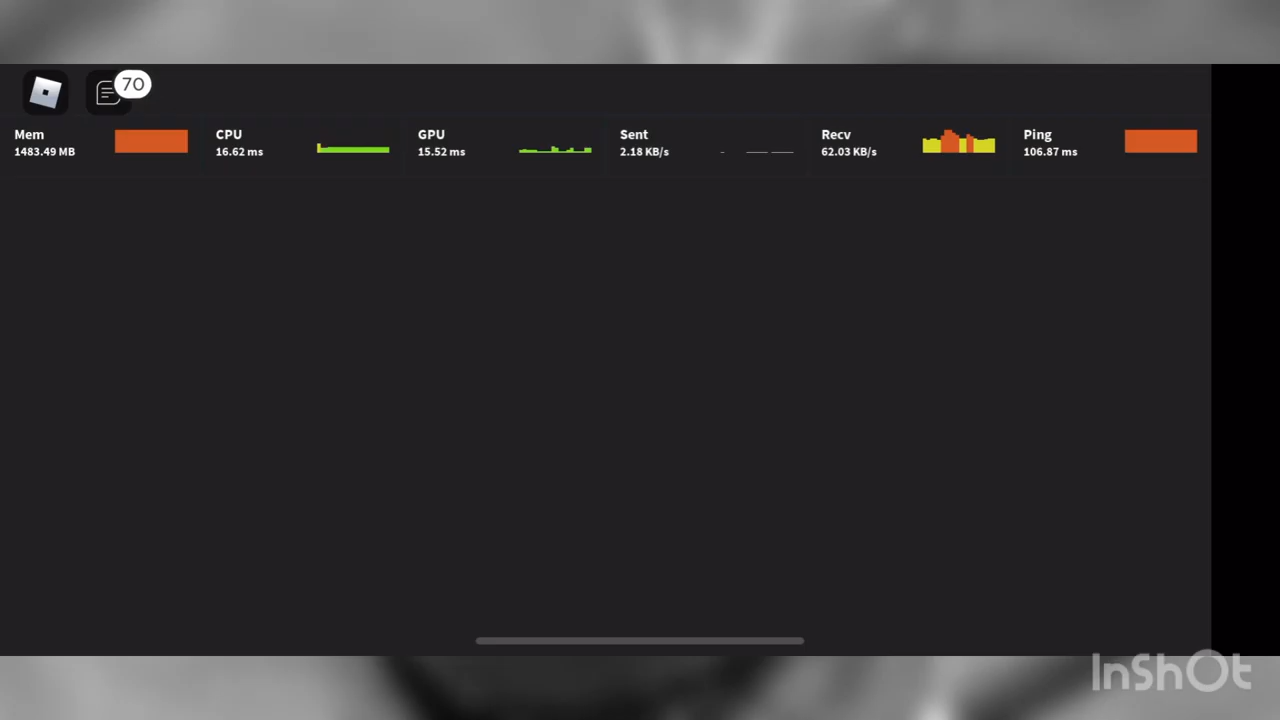 70
Mem
1483.49 MB
CPU
16.62 ms
GPU
15.52 ms
Sent
2.18 KB/s
Recv
62.03 KB/s
Ping
106.87 ms
InShOt